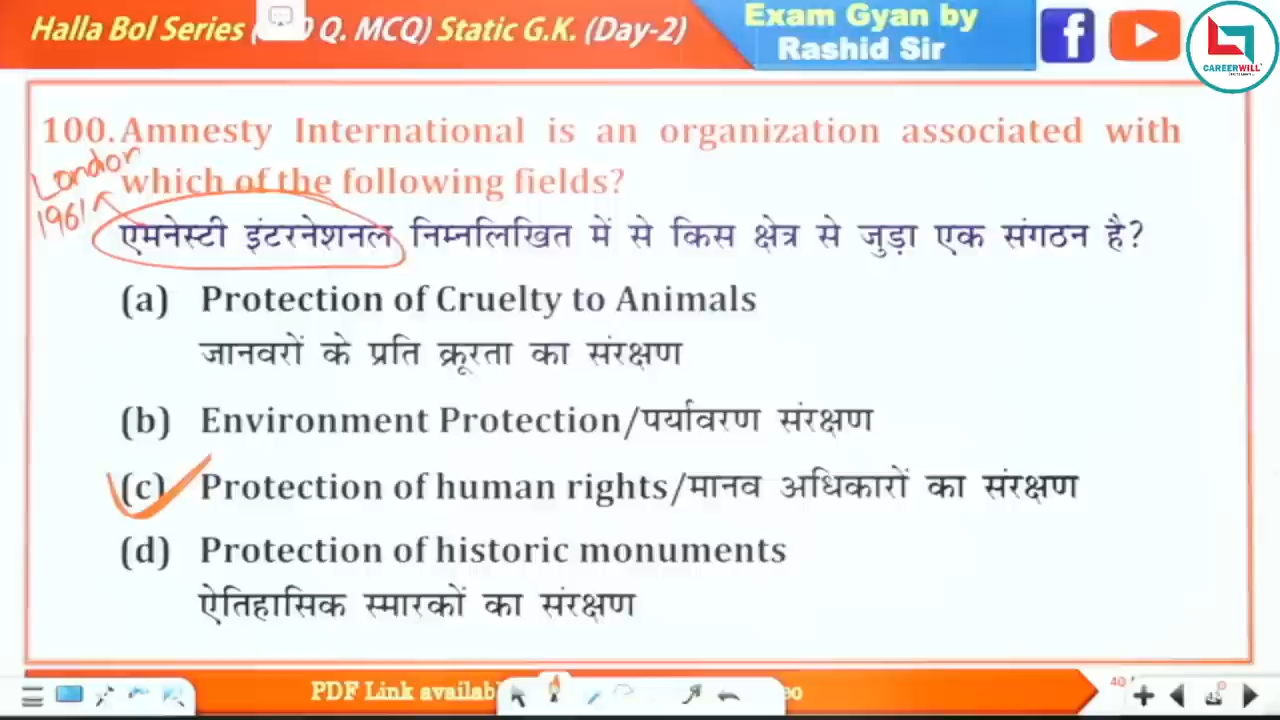 Halla Bol Series ( 0 Q. MCQ) Static G.K. (Day-2)
Exam Gyan by
Rashid Sir
CAREERWILL
100. Amnesty International is an organization associated with
which of the following fields?
London
1961
एमनेस्टी इंटरनेशनल निम्नलिखित में से किस क्षेत्र से जुड़ा एक संगठन है?
(a) Protection of Cruelty to Animals
जानवरों के प्रति क्रूरता का संरक्षण
(b) Environment Protection/पर्यावरण संरक्षण
(c) Protection of human rights/मानव अधिकारों का संरक्षण
(d) Protection of historic monuments
ऐतिहासिक स्मारकों का संरक्षण
PDF Link availab